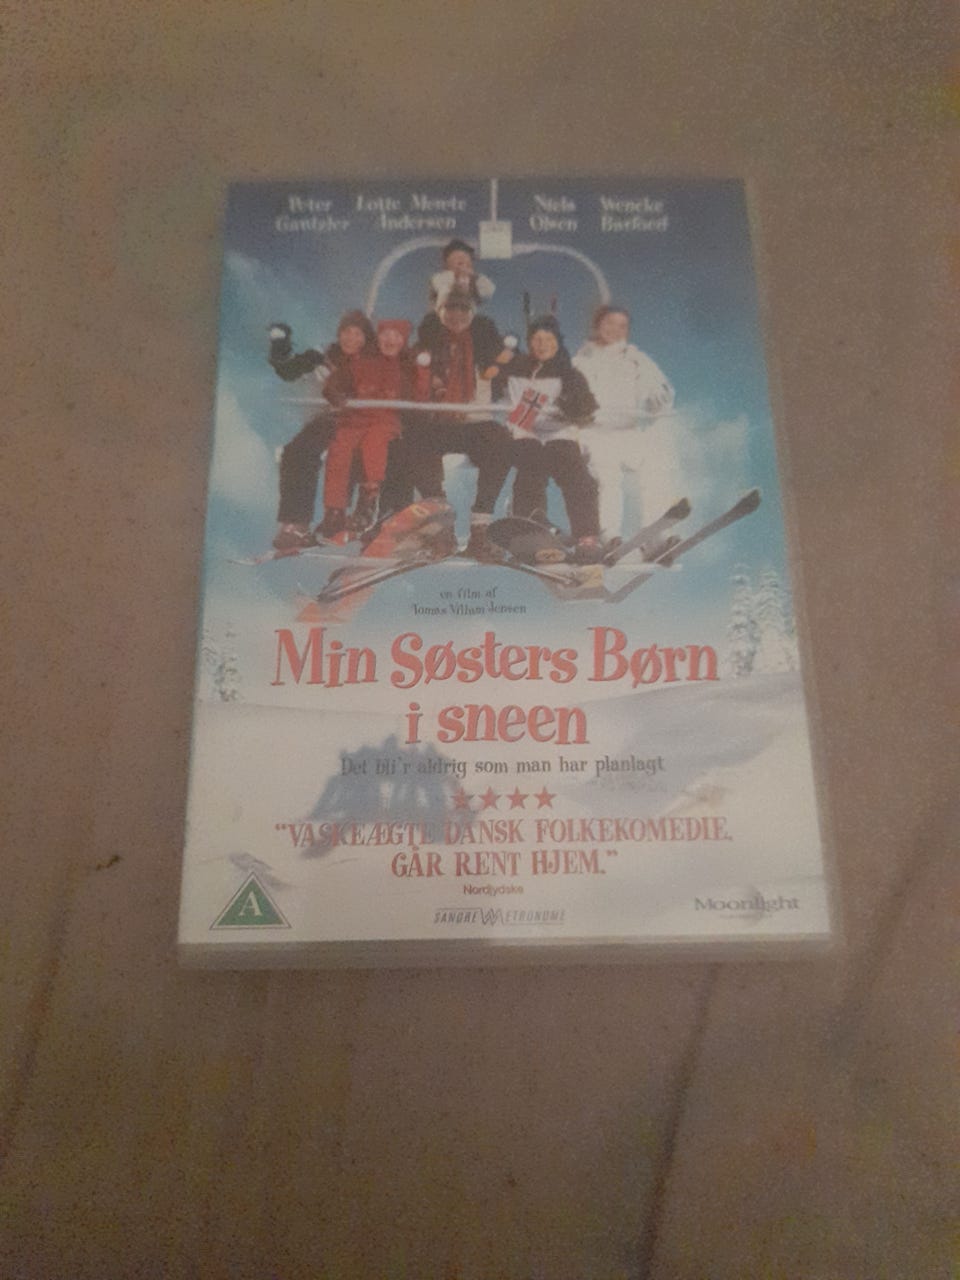 Peter Lotte Merete Niels Wencke
Gantzler Andersen Olsen Barfoed
en film af
Tomas Villum Jensen
Min Søsters Børn
i sneen
Det bli'r aldrig som man har planlagt
★★★★
"VASKEÆGTE DANSK FOLKEKOMEDIE.
GÅR RENT HJEM."
Nordjydske
A
SANDREW METRONOME
Moonlight